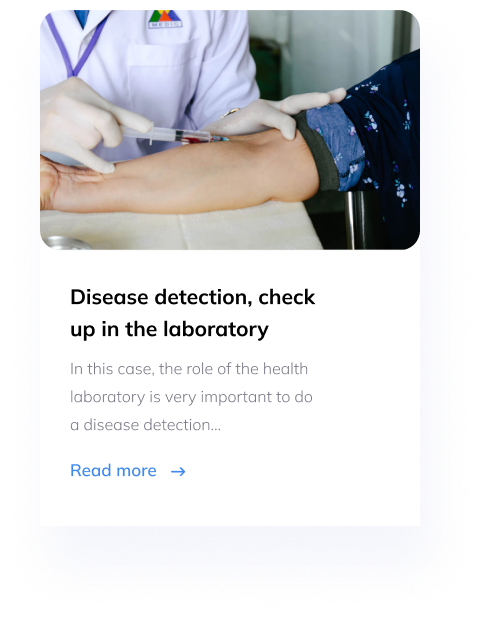 Disease detection, check
up in the laboratory
In this case, the role of the health
laboratory is very important to do
a disease detection...
Read more →